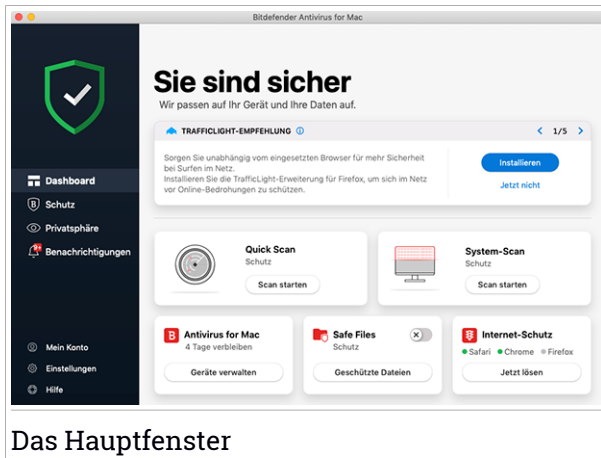 Bitdefender Antivirus for Mac
Sie sind sicher
Wir passen auf Ihr Gerät und Ihre Daten auf.
TRAFFICLIGHT-EMPFEHLUNG
1/5
Sorgen Sie unabhängig vom eingesetzten Browser für mehr Sicherheit
bei Surfen im Netz.
Installieren Sie die TrafficLight-Erweiterung für Firefox, um sich im Netz
vor Online-Bedrohungen zu schützen.
Installieren
Jetzt nicht
Dashboard
Schutz
Privatsphäre
9+
Benachrichtigungen
Mein Konto
Einstellungen
Hilfe
Quick Scan
Schutz
Scan starten
System-Scan
Schutz
Scan starten
B
Antivirus for Mac
4 Tage verbleiben
Geräte verwalten
Safe Files
Schutz
Geschützte Dateien
Internet-Schutz
Safari Chrome Firefox
Jetzt lösen
Das Hauptfenster